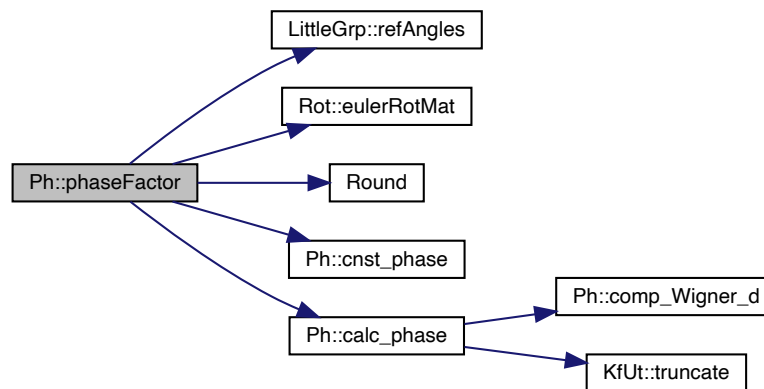 LittleGrp::refAngles
Rot::eulerRotMat
Ph::phaseFactor
Round
Ph::cnst_phase
Ph::comp_Wigner_d
Ph::calc_phase
KfUt::truncate